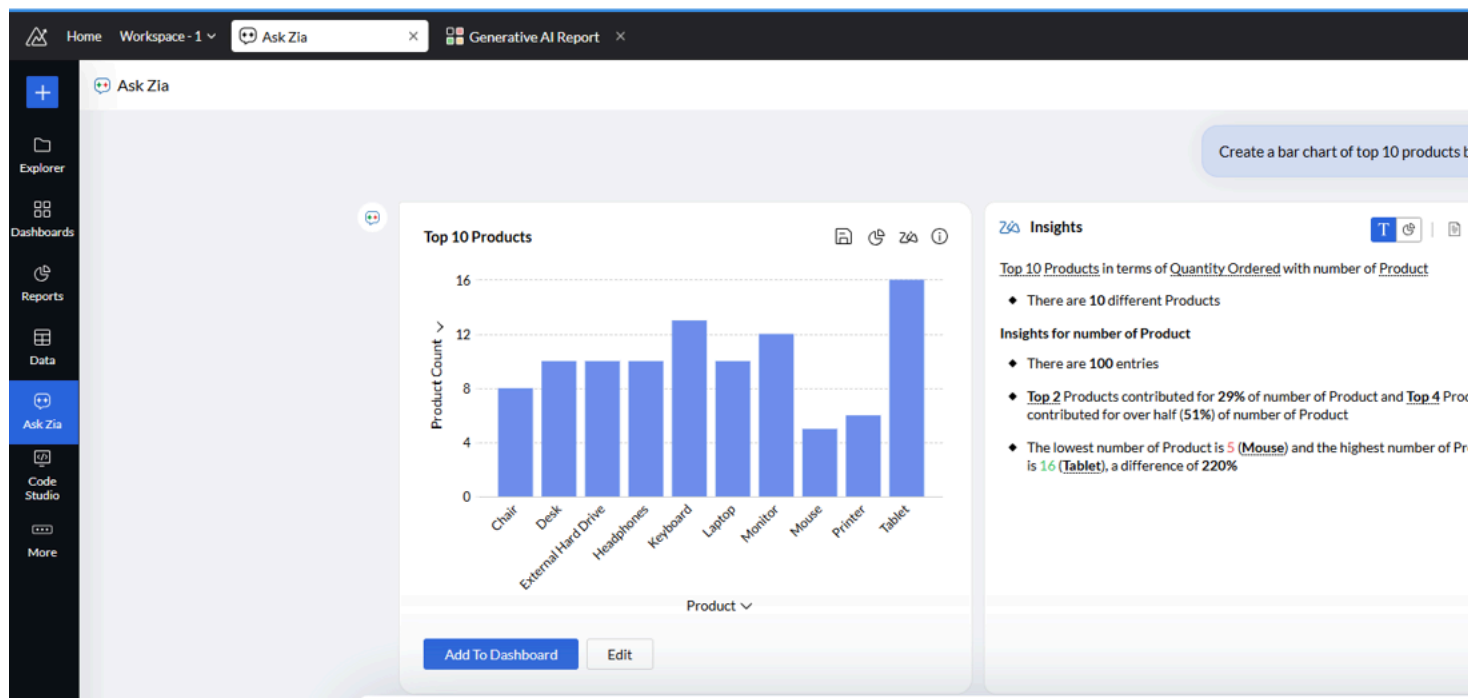 Home Workspace - 1 Ask Zia × Generative AI Report ×
Ask Zia
Explorer
Dashboards
Reports
Data
Ask Zia
Code
Studio
More
Create a bar chart of top 10 products
Top 10 Products
Product Count
16
12
8
4
0
Chair
Desk
External Hard Drive
Headphones
Keyboard
Laptop
Monitor
Mouse
Printer
Tablet
Product
Add To Dashboard Edit
Insights
T
Top 10 Products in terms of Quantity Ordered with number of Product
◆ There are 10 different Products
Insights for number of Product
◆ There are 100 entries
◆ Top 2 Products contributed for 29% of number of Product and Top 4
contributed for over half (51%) of number of Product
◆ The lowest number of Product is 5 (Mouse) and the highest number of
is 16 (Tablet), a difference of 220%